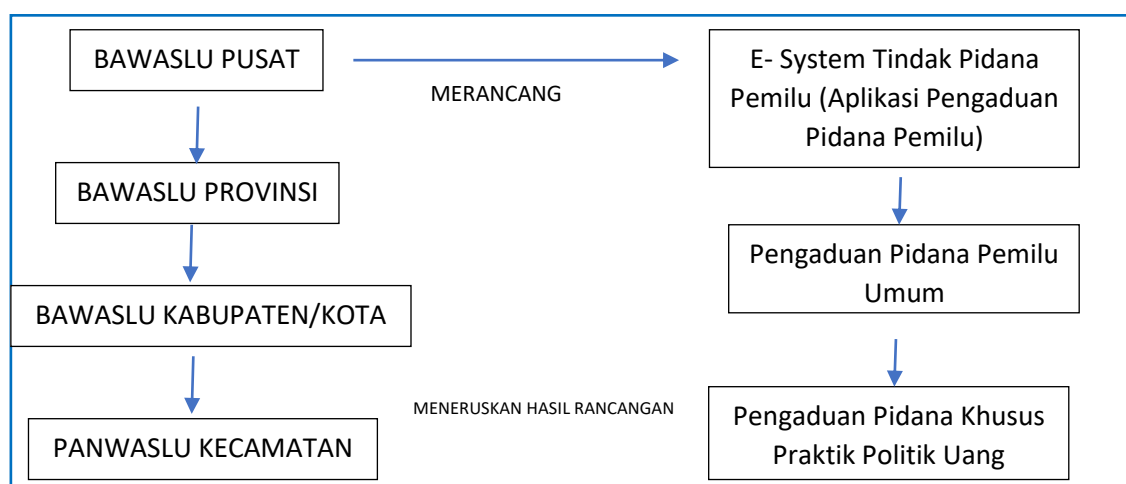 BAWASLU PUSAT
MERANCANG
E- System Tindak Pidana
Pemilu (Aplikasi Pengaduan
Pidana Pemilu)
BAWASLU PROVINSI
Pengaduan Pidana Pemilu
Umum
BAWASLU KABUPATEN/KOTA
MENERUSKAN HASIL RANCANGAN
PANWASLU KECAMATAN
Pengaduan Pidana Khusus
Praktik Politik Uang